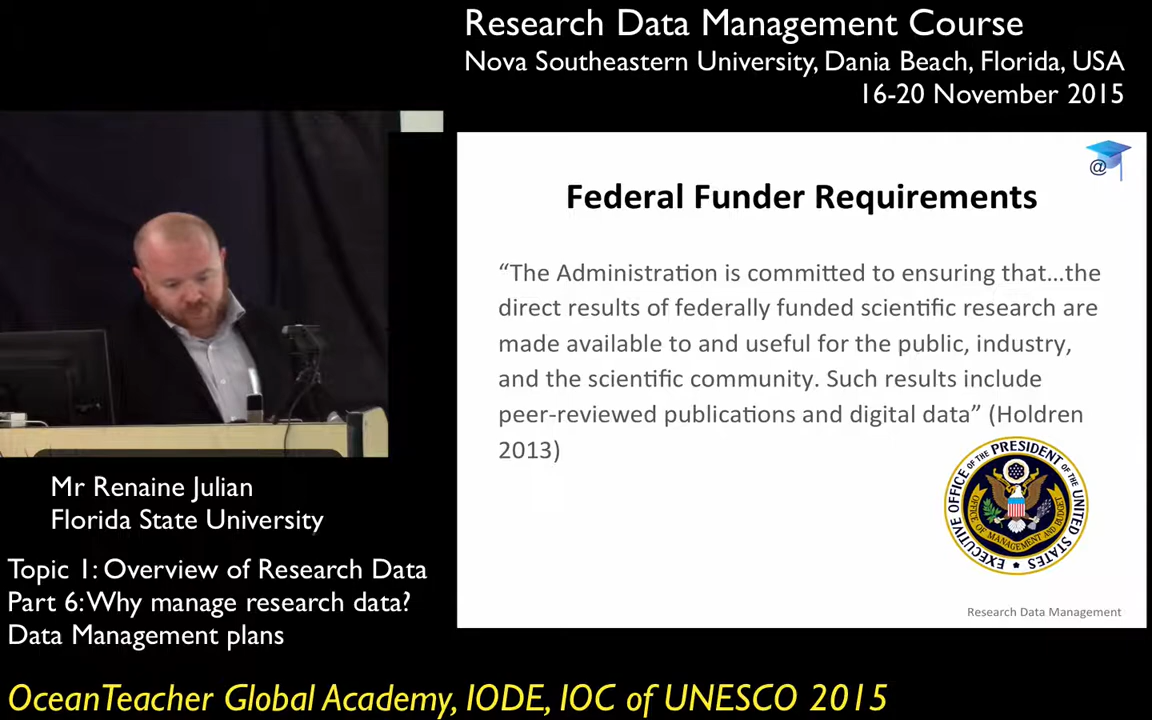 Research Data Management Course
Nova Southeastern University, Dania Beach, Florida, USA
16-20 November 2015
@
Federal Funder Requirements
“The Administration is committed to ensuring that...the
direct results of federally funded scientific research are
made available to and useful for the public, industry,
and the scientific community. Such results include
peer-reviewed publications and digital data” (Holdren
2013)
EXECUTIVE OFFICE OF THE PRESIDENT OF THE UNITED STATES
OFFICE OF MANAGEMENT AND BUDGET
Research Data Management
Mr Renaine Julian
Florida State University
Topic 1: Overview of Research Data
Part 6: Why manage research data?
Data Management plans
OceanTeacher Global Academy, IODE, IOC of UNESCO 2015